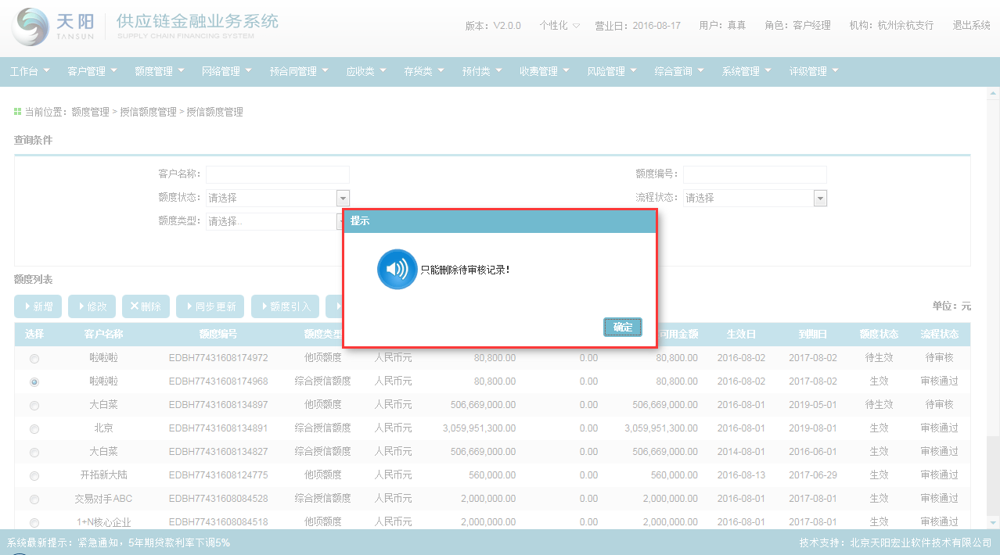 天阳 TANSUN 供应链金融业务系统
SUPPLY CHAIN FINANCING SYSTEM
版本：V2.0.0 个性化 营业日：2016-08-17 用户：真真 角色：客户经理 机构：杭州余杭支行 退出系统
工作台 客户管理 额度管理 网络管理 预合同管理 应收类 存货类 预付类 收费管理 风险管理 综合查询 系统管理 评级管理
当前位置：额度管理 > 授信额度管理 > 授信额度管理
查询条件
客户名称： 额度编号：
额度状态： 请选择 流程状态： 请选择
额度类型： 请选择..
提示
只能删除待审核记录！
确定
额度列表
新增 修改 删除 同步更新 额度引入 单位：元
选择 客户名称 额度编号 额度类型 可用金额 生效日 到期日 额度状态 流程状态
啦啦啦 EDBH77431608174972 他项额度 人民币元 80,800.00 0.00 80,800.00 2016-08-02 2017-08-02 待生效 待审核
啦啦啦 EDBH77431608174968 综合授信额度 人民币元 80,800.00 0.00 80,800.00 2016-08-02 2017-08-02 生效 审核通过
大白菜 EDBH77431608134897 他项额度 人民币元 506,669,000.00 0.00 506,669,000.00 2016-08-01 2019-05-01 待生效 待审核
北京 EDBH77431608134891 综合授信额度 人民币元 3,059,951,300.00 0.00 3,059,951,300.00 2016-08-01 2019-08-01 生效 审核通过
大白菜 EDBH77431608134827 综合授信额度 人民币元 506,669,000.00 0.00 506,669,000.00 2014-08-01 2016-06-01 生效 审核通过
开拓新大陆 EDBH77431608124775 他项额度 人民币元 560,000.00 0.00 560,000.00 2016-08-13 2017-06-29 生效 审核通过
交易对手ABC EDBH77431608084528 综合授信额度 人民币元 2,000,000.00 0.00 2,000,000.00 2016-08-01 2017-08-01 生效 审核通过
1+N核心企业 EDBH77431608084518 他项额度 人民币元 2,000,000.00 0.00 2,000,000.00 2016-08-01 2017-08-01 生效 审核通过
系统最新提示：紧急通知，5年期贷款利率下调5% 技术支持：北京天阳宏业软件技术有限公司